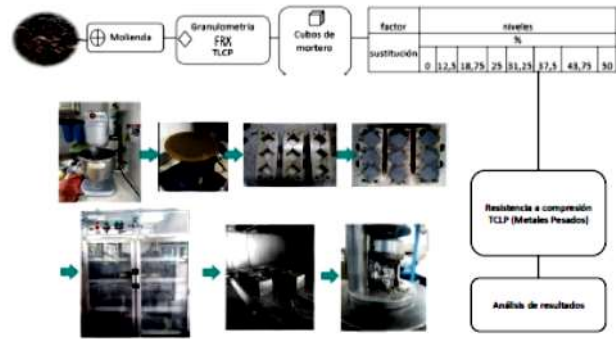 Molienda
Granulometría
FRX
TLCP
Cubos de
mortero
factor niveles
%
sustitución 0 12,5 18,75 25 31,25 37,5 43,75 50
Resistencia a compresión
TCLP (Metales Pesados)
Análisis de resultados